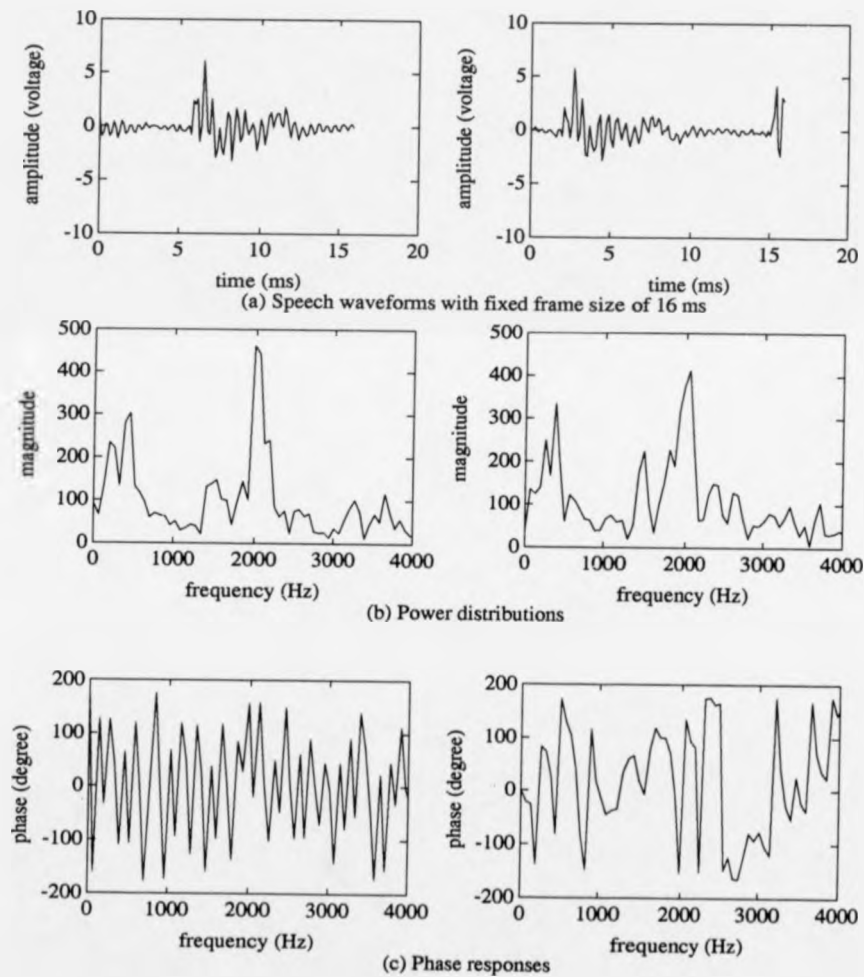 10
5
0
-5
-10
amplitude (voltage)
0 5 10 15 20
time (ms)
10
5
0
-5
-10
amplitude (voltage)
0 5 10 15 20
time (ms)
(a) Speech waveforms with fixed frame size of 16 ms
500
400
300
200
100
0
magnitude
0 1000 2000 3000 4000
frequency (Hz)
500
400
300
200
100
0
magnitude
0 1000 2000 3000 4000
frequency (Hz)
(b) Power distributions
200
100
0
-100
-200
phase (degree)
0 1000 2000 3000 4000
frequency (Hz)
200
100
0
-100
-200
phase (degree)
0 1000 2000 3000 4000
frequency (Hz)
(c) Phase responses